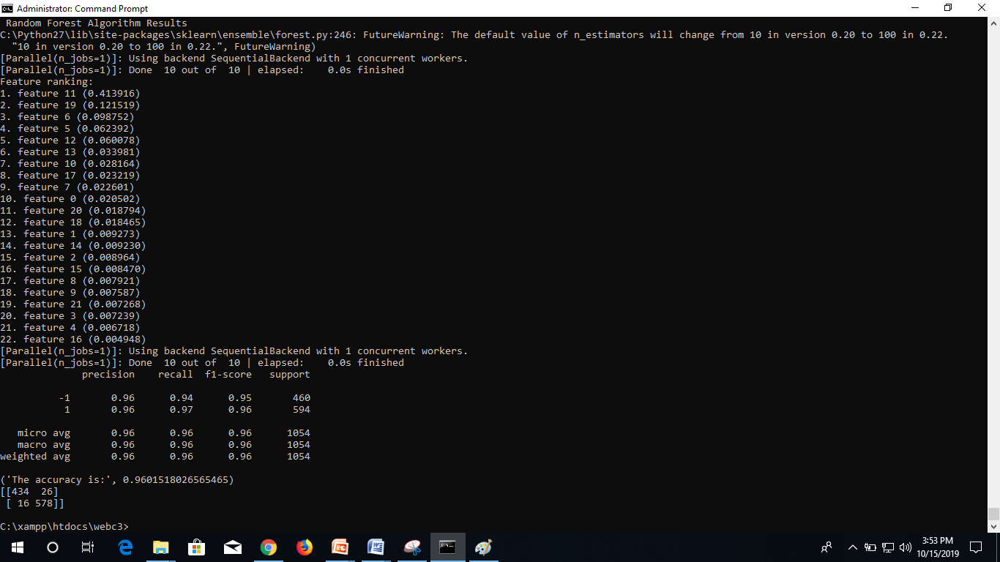 Administrator: Command Prompt
Random Forest Algorithm Results
C:\Python27\lib\site-packages\sklearn\ensemble\forest.py:246: FutureWarning: The default value of n_estimators will change from 10 in version 0.20 to 100 in 0.22.
"10 in version 0.20 to 100 in 0.22.", FutureWarning)
[Parallel(n_jobs=1)]: Using backend SequentialBackend with 1 concurrent workers.
[Parallel(n_jobs=1)]: Done  10 out of  10 | elapsed:    0.0s finished
Feature ranking:
1. feature 11 (0.413916)
2. feature 19 (0.121519)
3. feature 6 (0.098752)
4. feature 5 (0.062392)
5. feature 12 (0.060078)
6. feature 13 (0.033981)
7. feature 10 (0.028164)
8. feature 17 (0.023219)
9. feature 7 (0.022601)
10. feature 0 (0.020502)
11. feature 20 (0.018794)
12. feature 18 (0.018465)
13. feature 1 (0.009273)
14. feature 14 (0.009230)
15. feature 2 (0.008964)
16. feature 15 (0.008470)
17. feature 8 (0.007921)
18. feature 9 (0.007587)
19. feature 21 (0.007268)
20. feature 3 (0.007239)
21. feature 4 (0.006718)
22. feature 16 (0.004948)
[Parallel(n_jobs=1)]: Using backend SequentialBackend with 1 concurrent workers.
[Parallel(n_jobs=1)]: Done  10 out of  10 | elapsed:    0.0s finished
precision    recall  f1-score   support
-1       0.96      0.94      0.95       460
1       0.96      0.97      0.96       594
micro avg       0.96      0.96      0.96      1054
macro avg       0.96      0.96      0.96      1054
weighted avg       0.96      0.96      0.96      1054
('The accuracy is:', 0.9601518026565465)
[[434  26]
[ 16 578]]
C:\xampp\htdocs\webc3>
3:53 PM
10/15/2019